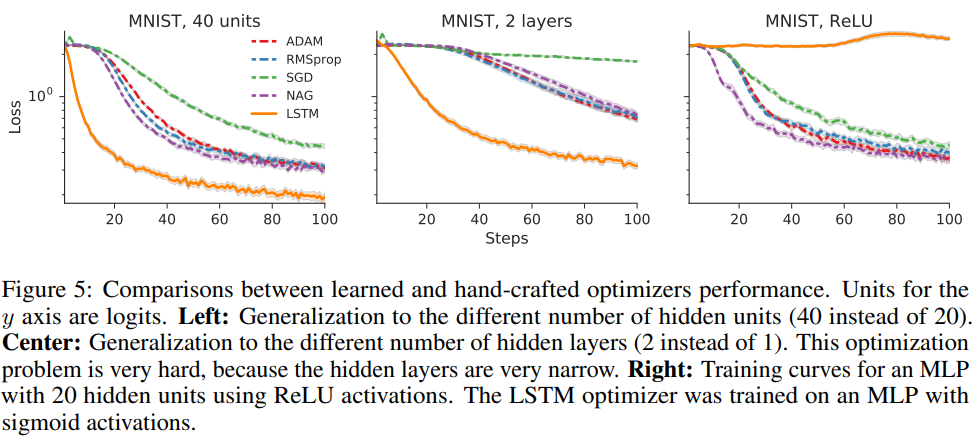 MNIST, 40 units
MNIST, 2 layers
MNIST, ReLU
ADAM
RMSprop
SGD
NAG
LSTM
Loss
10⁰
20 40 60 80 100
20 40 60 80 100
20 40 60 80 100
Steps
Figure 5: Comparisons between learned and hand-crafted optimizers performance. Units for the
y axis are logits. Left: Generalization to the different number of hidden units (40 instead of 20).
Center: Generalization to the different number of hidden layers (2 instead of 1). This optimization
problem is very hard, because the hidden layers are very narrow. Right: Training curves for an MLP
with 20 hidden units using ReLU activations. The LSTM optimizer was trained on an MLP with
sigmoid activations.